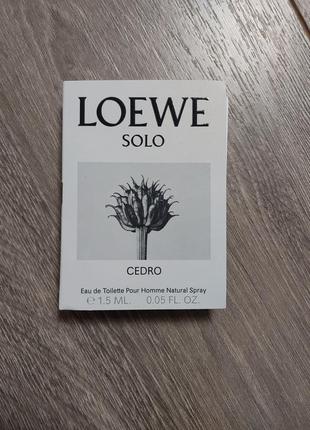 LOEWE
SOLO
CEDRO
Eau de Toilette Pour Homme Natural Spray
℮ 1.5 ML. 0.05 FL. OZ.